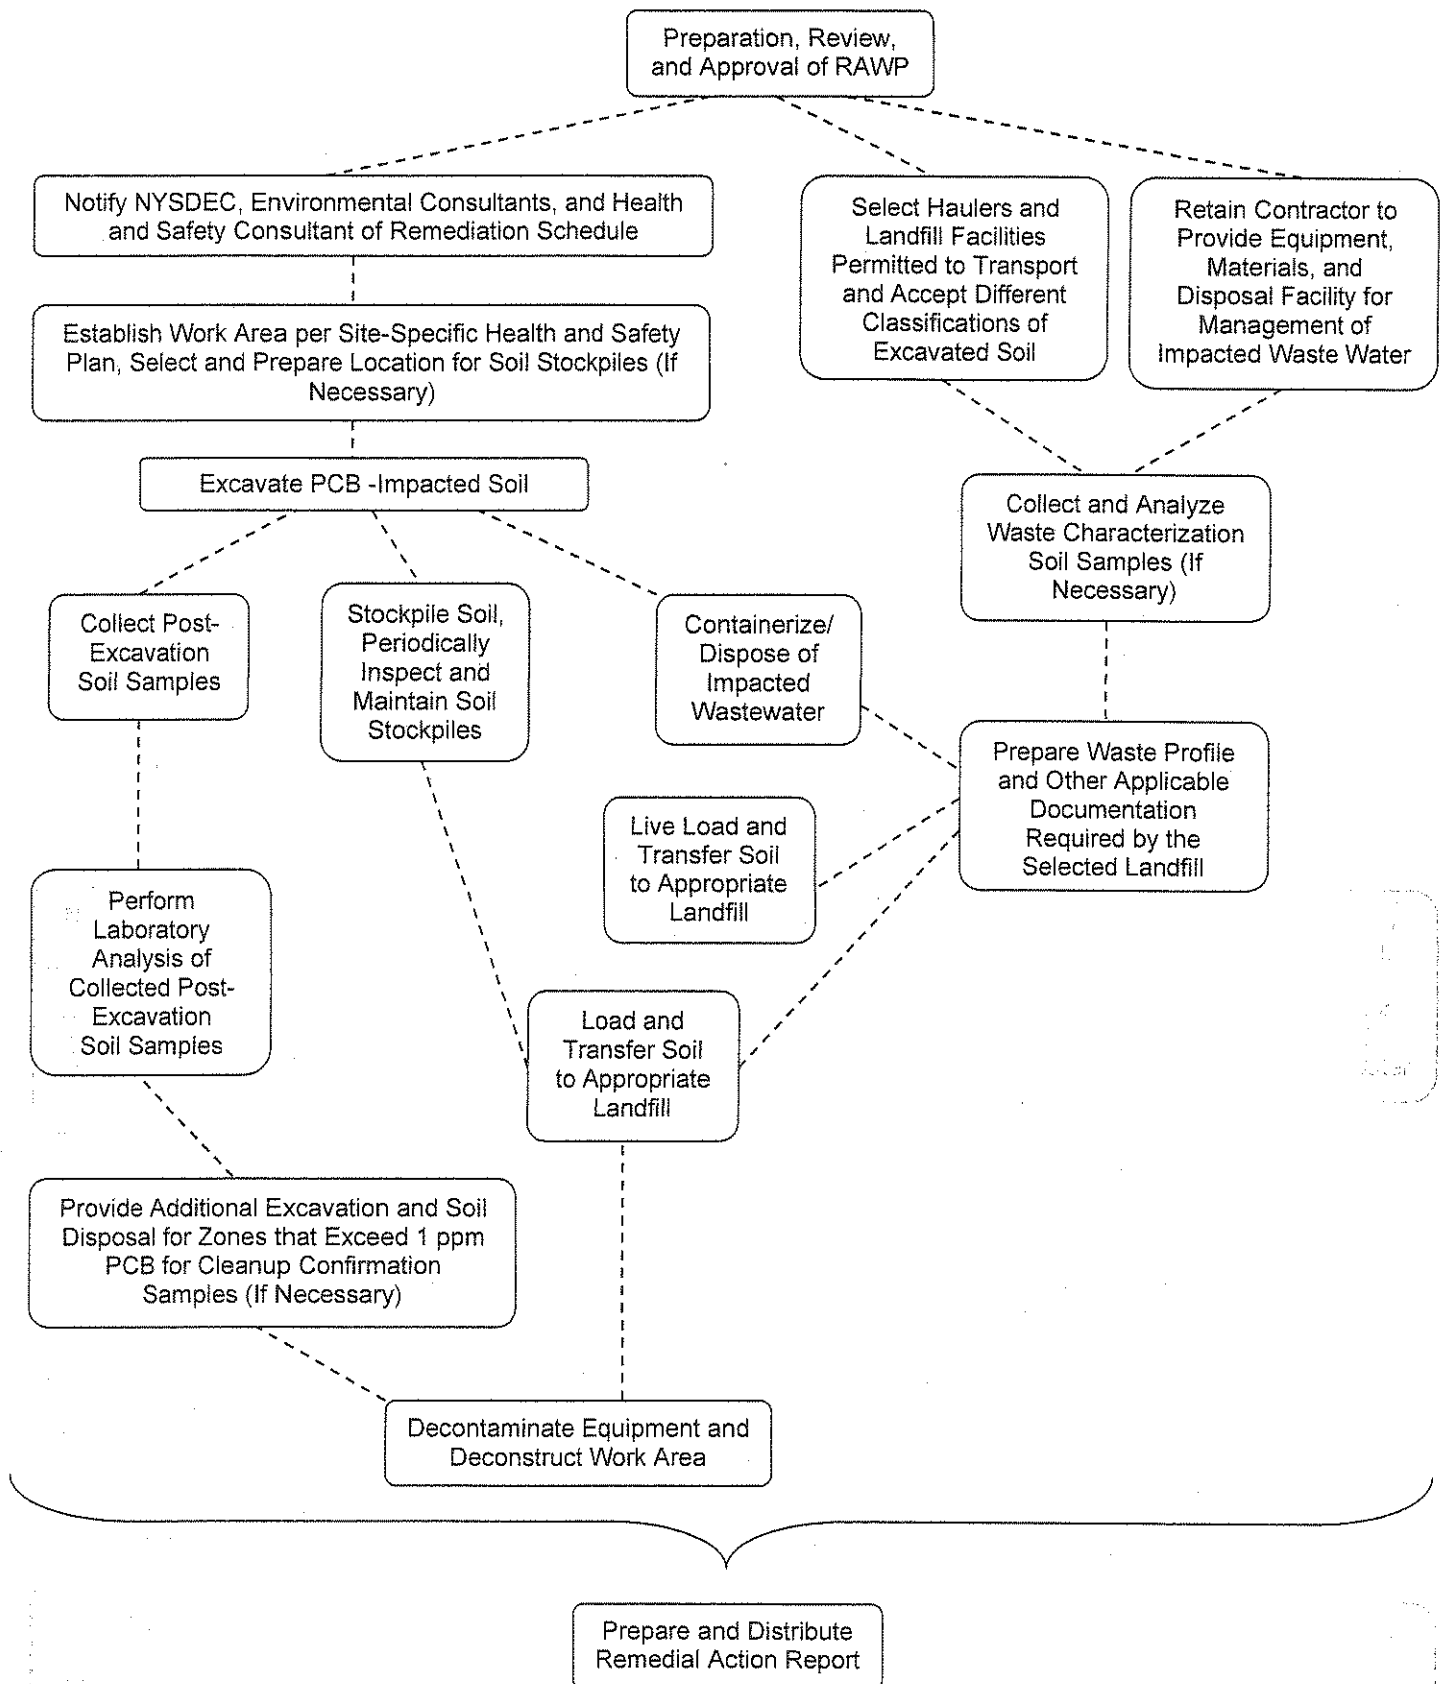 Preparation, Review,
and Approval of RAWP
Notify NYSDEC, Environmental Consultants, and Health
and Safety Consultant of Remediation Schedule
Select Haulers and
Landfill Facilities
Permitted to Transport
and Accept Different
Classifications of
Excavated Soil
Retain Contractor to
Provide Equipment,
Materials, and
Disposal Facility for
Management of
Impacted Waste Water
Establish Work Area per Site-Specific Health and Safety
Plan, Select and Prepare Location for Soil Stockpiles (If
Necessary)
Excavate PCB -Impacted Soil
Collect and Analyze
Waste Characterization
Soil Samples (If
Necessary)
Collect Post-
Excavation
Soil Samples
Stockpile Soil,
Periodically
Inspect and
Maintain Soil
Stockpiles
Containerize/
Dispose of
Impacted
Wastewater
Prepare Waste Profile
and Other Applicable
Documentation
Required by the
Selected Landfill
Live Load and
Transfer Soil
to Appropriate
Landfill
Perform
Laboratory
Analysis of
Collected Post-
Excavation
Soil Samples
Load and
Transfer Soil
to Appropriate
Landfill
Provide Additional Excavation and Soil
Disposal for Zones that Exceed 1 ppm
PCB for Cleanup Confirmation
Samples (If Necessary)
Decontaminate Equipment and
Deconstruct Work Area
Prepare and Distribute
Remedial Action Report